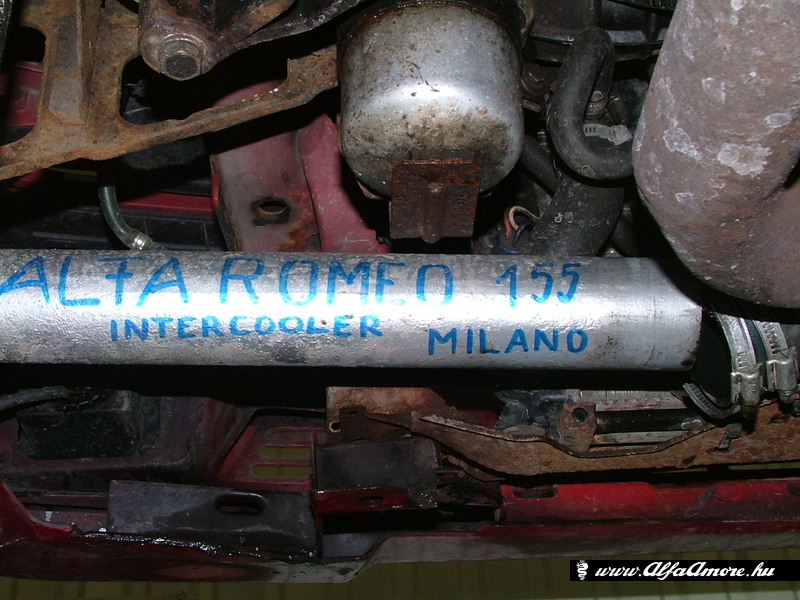 ALFA ROMEO 155
INTERCOOLER MILANO
www.AlfaAmore.hu